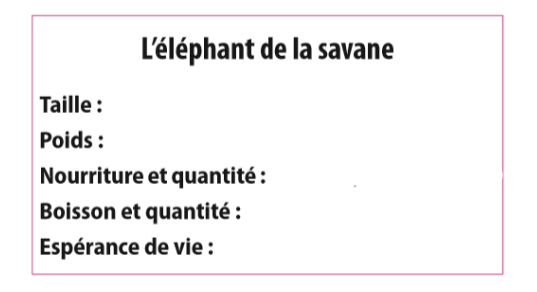 L'éléphant de la savane
Taille :
Poids :
Nourriture et quantité :
Boisson et quantité :
Espérance de vie :